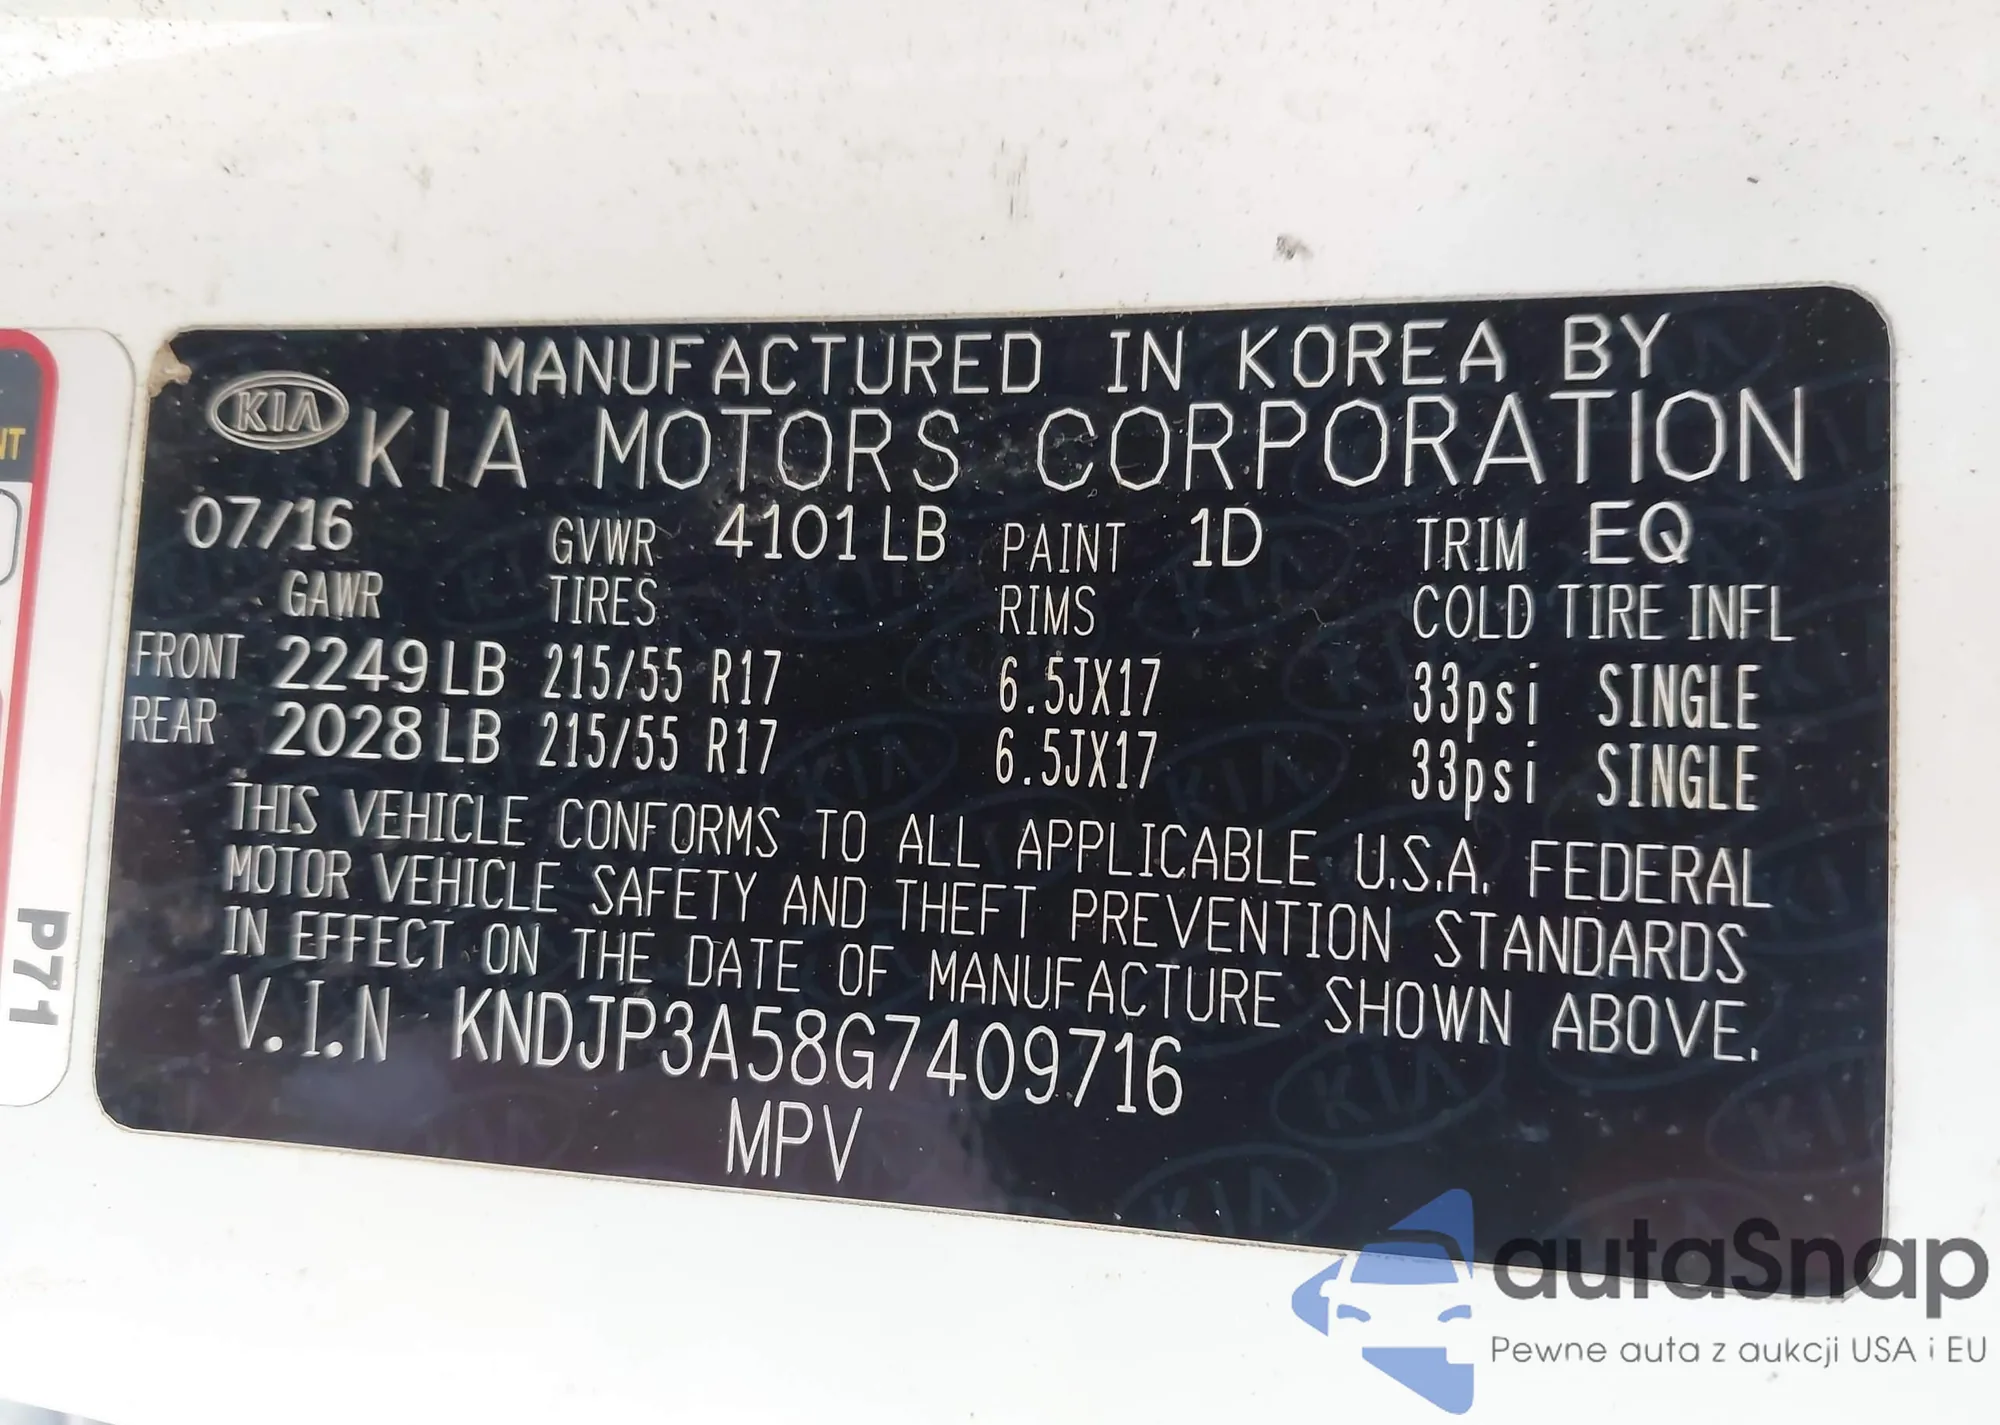 MANUFACTURED IN KOREA BY
KIA KIA MOTORS CORPORATION
07/16 GVWR 4101 LB PAINT 1D TRIM EQ
GAWR TIRES RIMS COLD TIRE INFL
FRONT 2249 LB 215/55 R17 6.5JX17 33psi SINGLE
REAR 2028 LB 215/55 R17 6.5JX17 33psi SINGLE
THIS VEHICLE CONFORMS TO ALL APPLICABLE U.S.A. FEDERAL
MOTOR VEHICLE SAFETY AND THEFT PREVENTION STANDARDS
IN EFFECT ON THE DATE OF MANUFACTURE SHOWN ABOVE.
V.I.N KNDJP3A58G7409716
MPV
NT
P71
autaSnap
Pewne auta z aukcji USA i EU